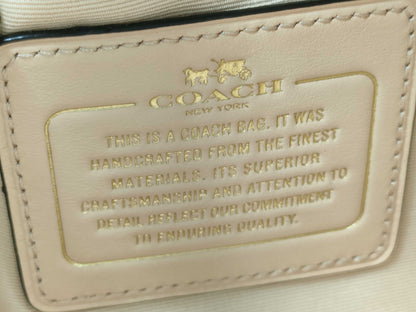 COACH
NEW YORK
THIS IS A COACH BAG. IT WAS
HANDCRAFTED FROM THE FINEST
MATERIALS. ITS SUPERIOR
CRAFTSMANSHIP AND ATTENTION TO
DETAIL REFLECT OUR COMMITMENT
TO ENDURING QUALITY.